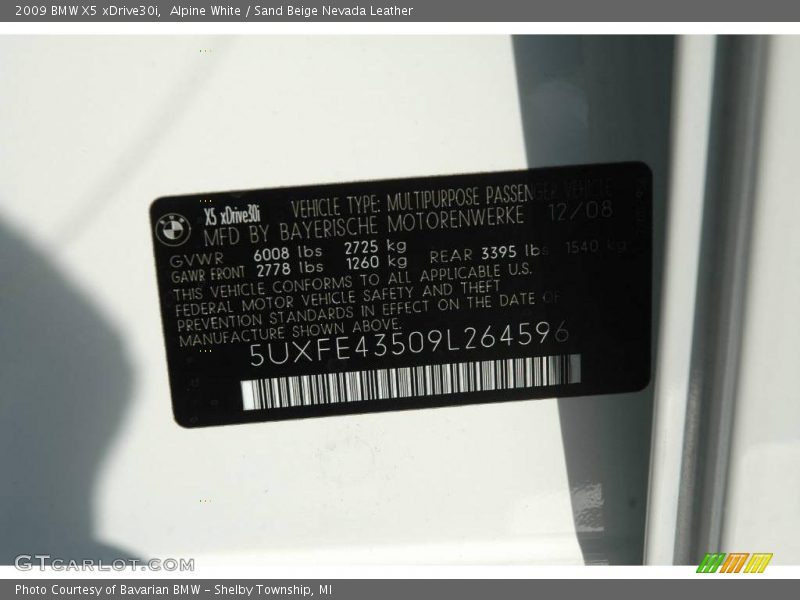 2009 BMW X5 xDrive30i, Alpine White / Sand Beige Nevada Leather
X5 xDrive30i VEHICLE TYPE: MULTIPURPOSE PASSENGER VEHICLE
MFD BY BAYERISCHE MOTORENWERKE 12/08
GVWR 6008 lbs 2725 kg
GAWR FRONT 2778 lbs 1260 kg REAR 3395 lbs 1540 kg
THIS VEHICLE CONFORMS TO ALL APPLICABLE U.S.
FEDERAL MOTOR VEHICLE SAFETY AND THEFT
PREVENTION STANDARDS IN EFFECT ON THE DATE OF
MANUFACTURE SHOWN ABOVE.
5UXFE43509L264596
GTCARLOT.COM
Photo Courtesy of Bavarian BMW – Shelby Township, MI